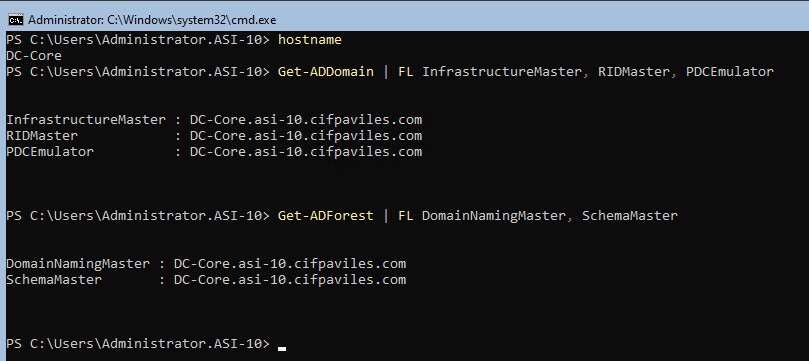 Administrator: C:\Windows\system32\cmd.exe
PS C:\Users\Administrator.ASI-10> hostname
DC-Core
PS C:\Users\Administrator.ASI-10> Get-ADDomain | FL InfrastructureMaster, RIDMaster, PDCEmulator
InfrastructureMaster : DC-Core.asi-10.cifpaviles.com
RIDMaster            : DC-Core.asi-10.cifpaviles.com
PDCEmulator          : DC-Core.asi-10.cifpaviles.com
PS C:\Users\Administrator.ASI-10> Get-ADForest | FL DomainNamingMaster, SchemaMaster
DomainNamingMaster : DC-Core.asi-10.cifpaviles.com
SchemaMaster       : DC-Core.asi-10.cifpaviles.com
PS C:\Users\Administrator.ASI-10>